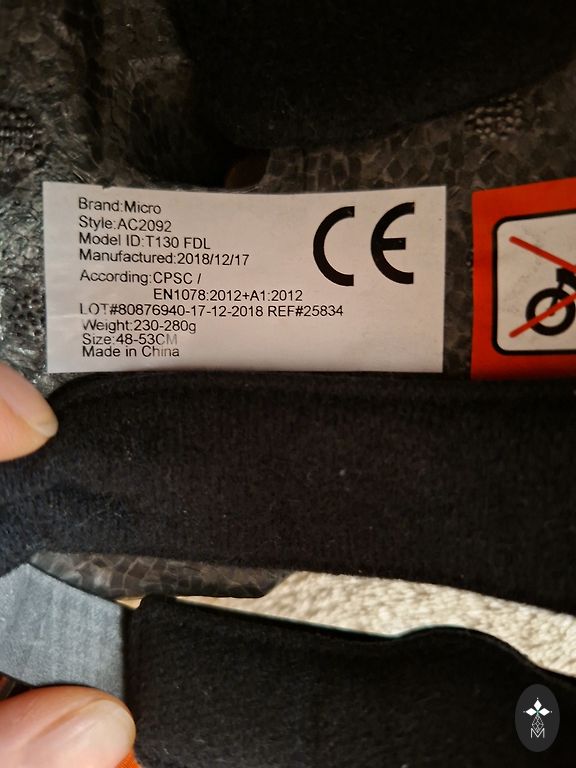 Brand:Micro
Style:AC2092
Model ID:T130 FDL
Manufactured:2018/12/17
According:CPSC /
EN1078:2012+A1:2012
LOT#80876940-17-12-2018 REF#25834
Weight:230-280g
Size:48-53CM
Made in China
CE
M